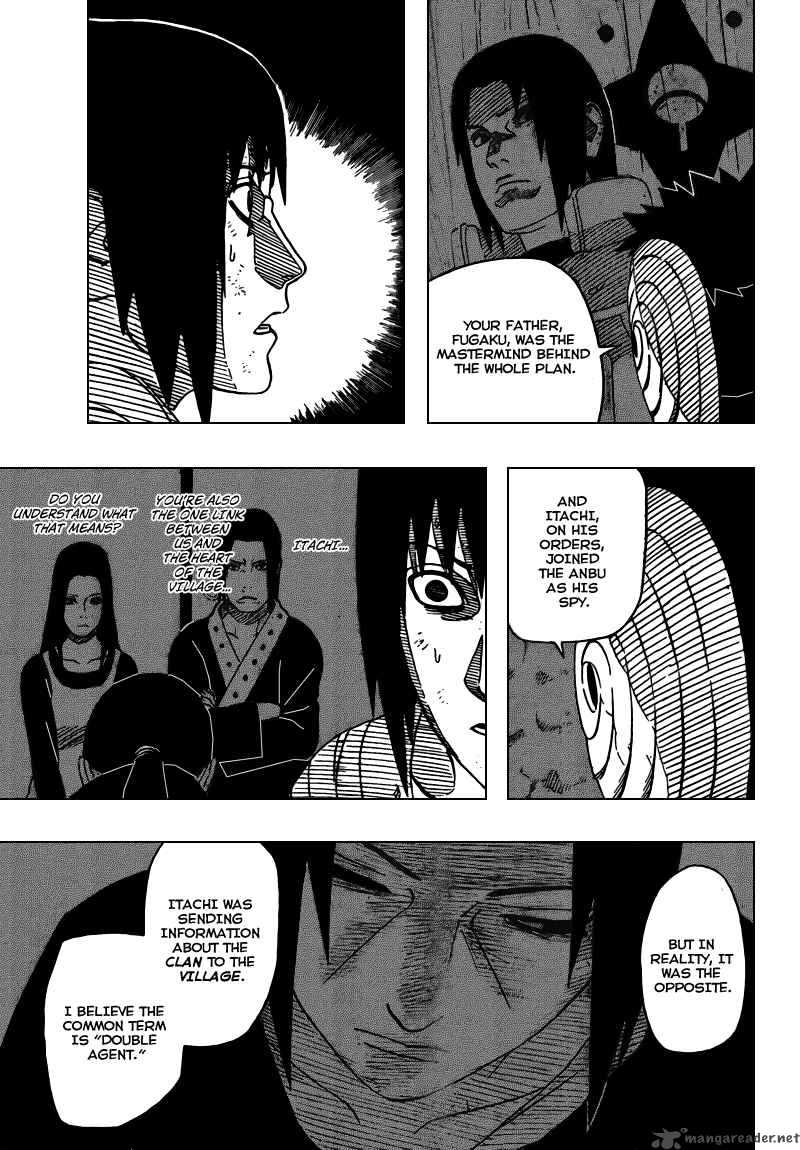 YOUR FATHER,
FUGAKU, WAS THE
MASTERMIND BEHIND
THE WHOLE PLAN.
AND
ITACHI,
ON HIS
ORDERS,
JOINED
THE ANBU
AS HIS
SPY.
ITACHI...
YOU'RE ALSO
THE ONE LINK
BETWEEN
US AND
THE HEART
OF THE
VILLAGE...
DO YOU
UNDERSTAND WHAT
THAT MEANS?
BUT IN
REALITY, IT
WAS THE
OPPOSITE.
ITACHI WAS
SENDING
INFORMATION
ABOUT THE
CLAN TO THE
VILLAGE.
I BELIEVE THE
COMMON TERM
IS "DOUBLE
AGENT."
mangareader.net